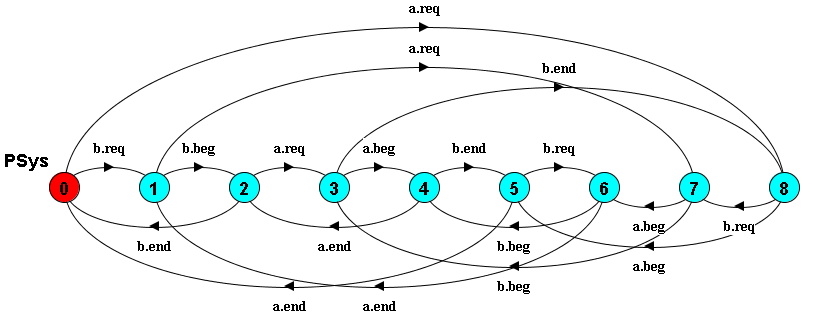 a.req
a.req
b.end
b.req
b.beg
a.req
a.beg
b.end
b.req
PSys
0
1
2
3
4
5
6
7
8
b.end
a.end
b.beg
a.beg
b.req
a.beg
b.beg
a.end
a.end